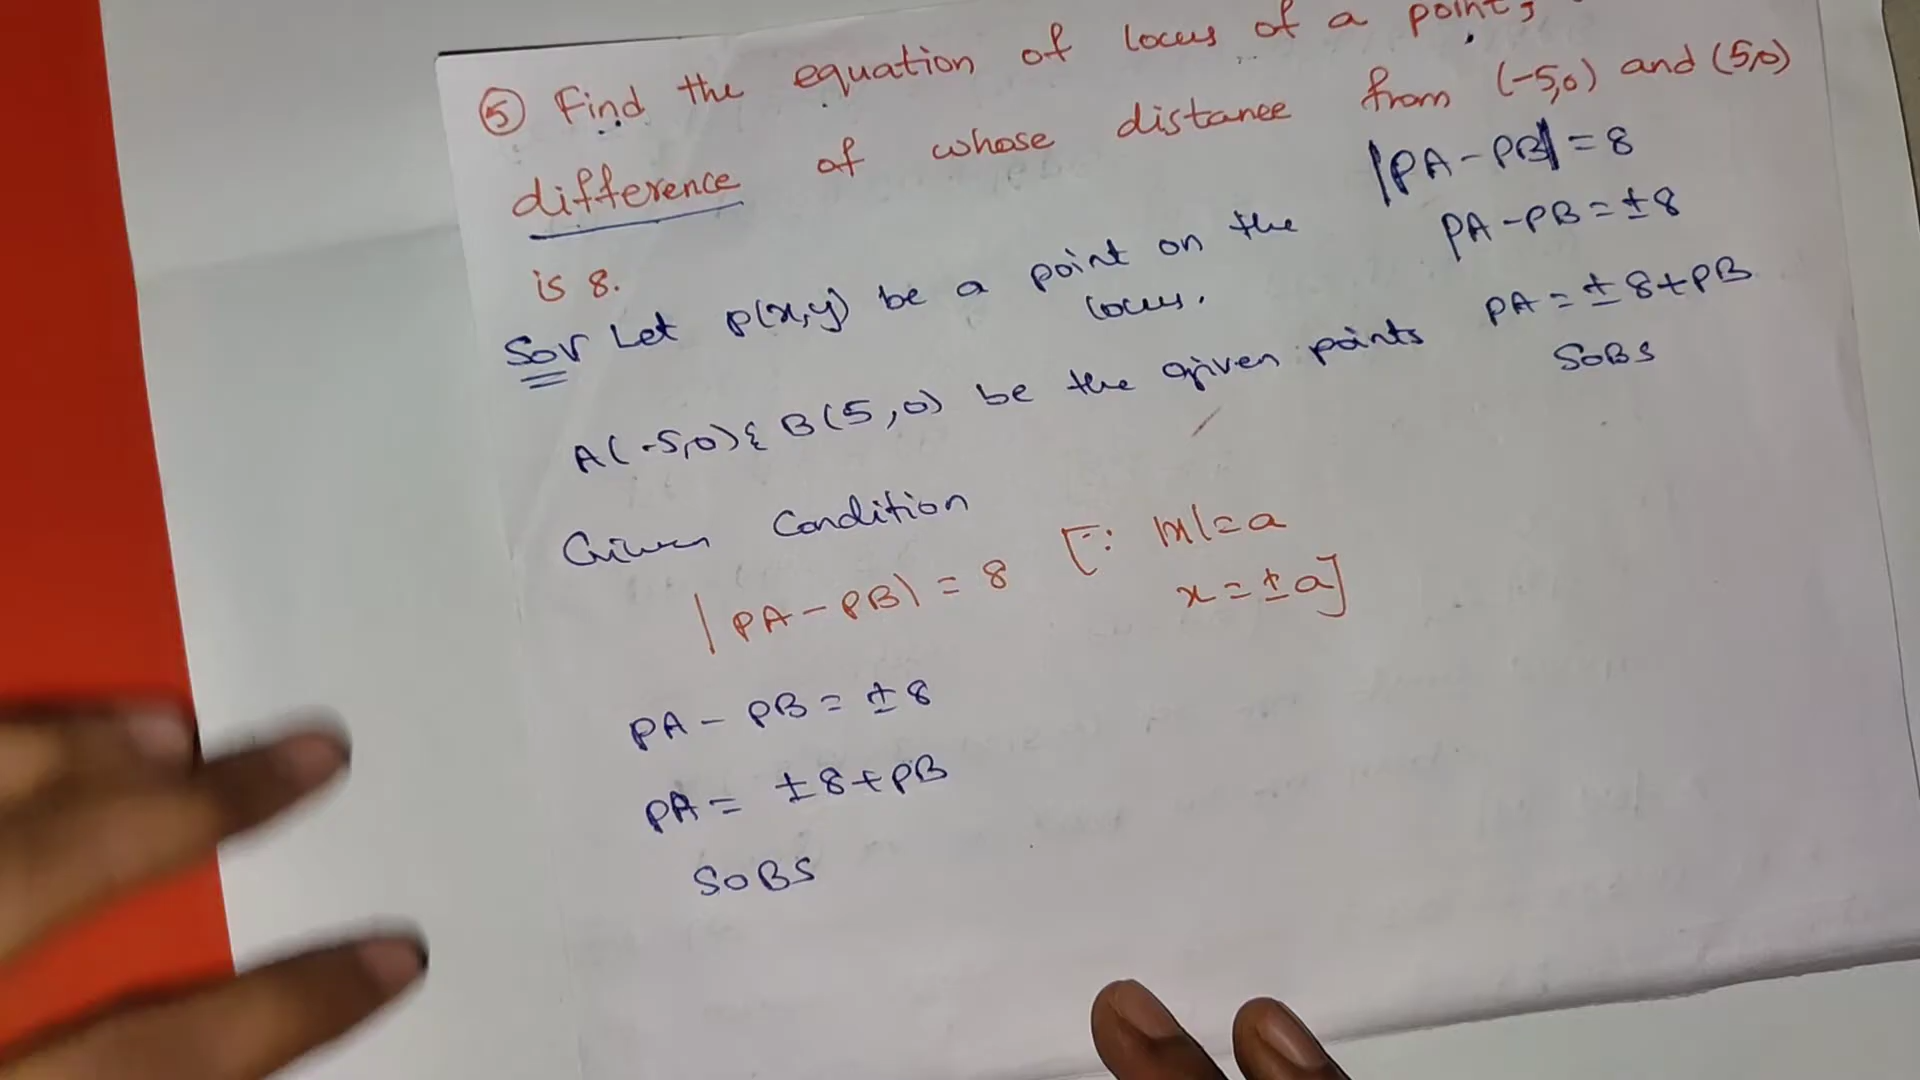 ⑤ Find the equation of locus of a point,
difference of whose distance from (-5,0) and (5,0)
is 8.
|PA-PB|=8
PA-PB=±8
PA=±8+PB
SOBS
Sol Let P(x,y) be a point on the
locus.
A(-5,0) & B(5,0) be the given points
Given Condition
|PA-PB|=8 [∵ |x|=a
x=±a]
PA-PB=±8
PA=±8+PB
SOBS